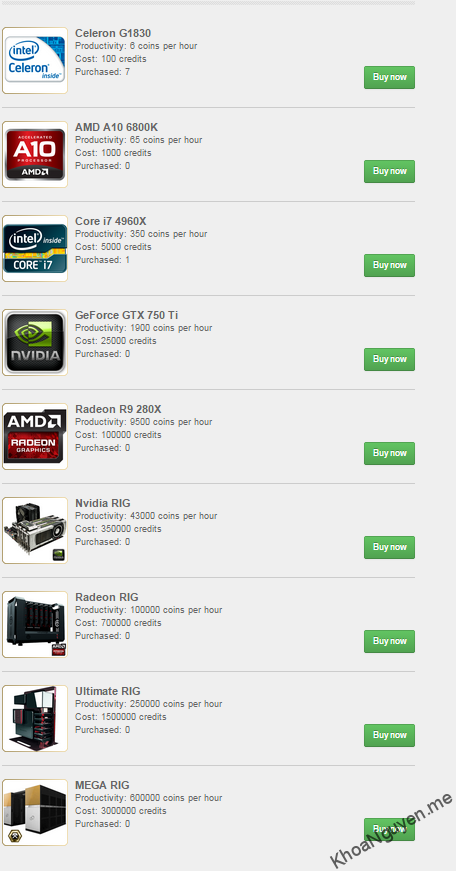 intel
Celeron
inside
Celeron G1830
Productivity: 6 coins per hour
Cost: 100 credits
Purchased: 7
Buy now
ACCELERATED
A10
PROCESSOR
AMD
AMD A10 6800K
Productivity: 65 coins per hour
Cost: 1000 credits
Purchased: 0
Buy now
intel inside
CORE i7
Core i7 4960X
Productivity: 350 coins per hour
Cost: 5000 credits
Purchased: 1
Buy now
NVIDIA
GeForce GTX 750 Ti
Productivity: 1900 coins per hour
Cost: 25000 credits
Purchased: 0
Buy now
AMD
RADEON
GRAPHICS
Radeon R9 280X
Productivity: 9500 coins per hour
Cost: 100000 credits
Purchased: 0
Buy now
Nvidia RIG
Productivity: 43000 coins per hour
Cost: 350000 credits
Purchased: 0
Buy now
Radeon RIG
Productivity: 100000 coins per hour
Cost: 700000 credits
Purchased: 0
Buy now
Ultimate RIG
Productivity: 250000 coins per hour
Cost: 1500000 credits
Purchased: 0
Buy now
MEGA RIG
Productivity: 600000 coins per hour
Cost: 3000000 credits
Purchased: 0
Buy now
KhoaNguyen.me